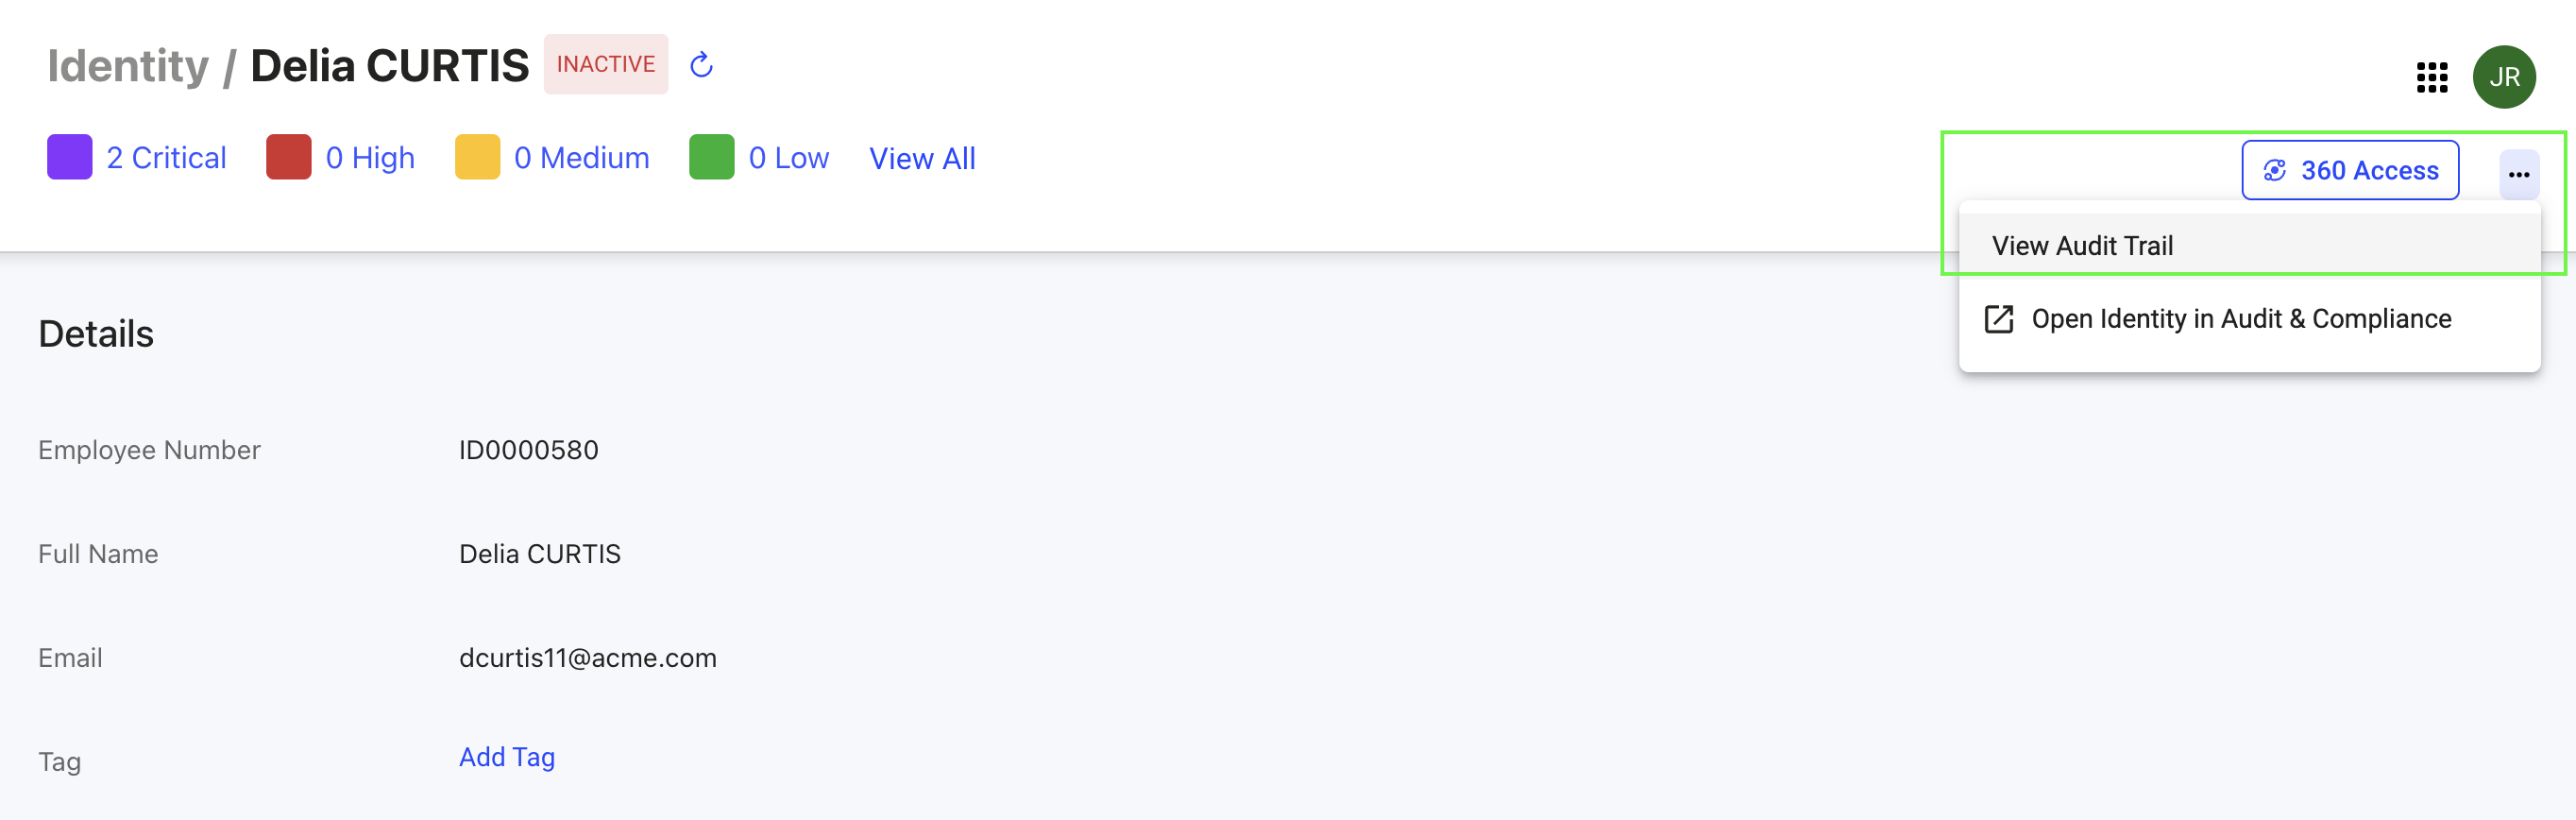 Identity / Delia CURTIS INACTIVE
JR
2 Critical 0 High 0 Medium 0 Low View All
360 Access
View Audit Trail
Open Identity in Audit & Compliance
Details
Employee Number ID0000580
Full Name Delia CURTIS
Email dcurtis11@acme.com
Tag Add Tag